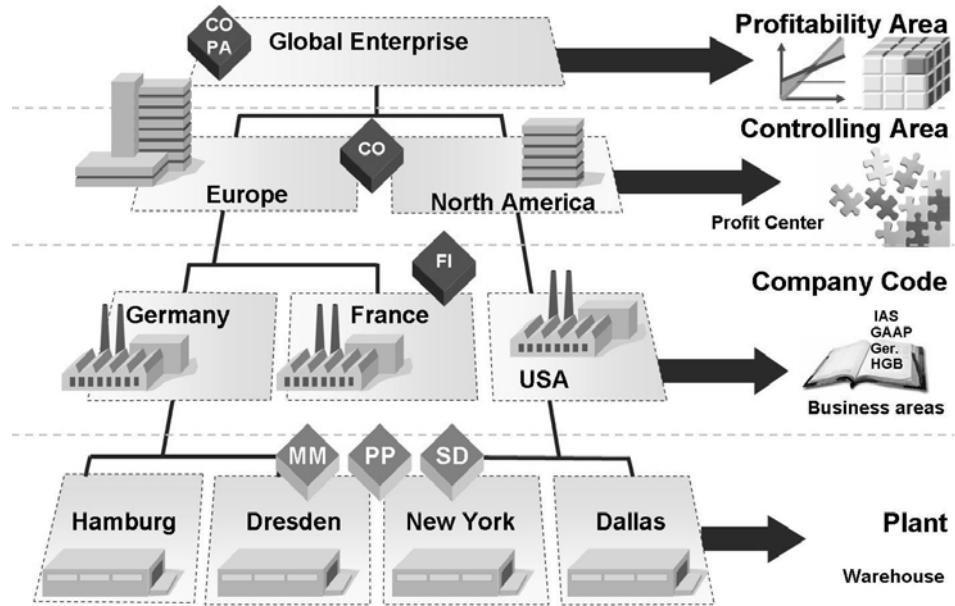 CO
PA
Global Enterprise
Profitability Area
Controlling Area
CO
Europe
North America
Profit Center
FI
Company Code
Germany
France
USA
IAS
GAAP
Ger.
HGB
Business areas
MM
PP
SD
Hamburg
Dresden
New York
Dallas
Plant
Warehouse